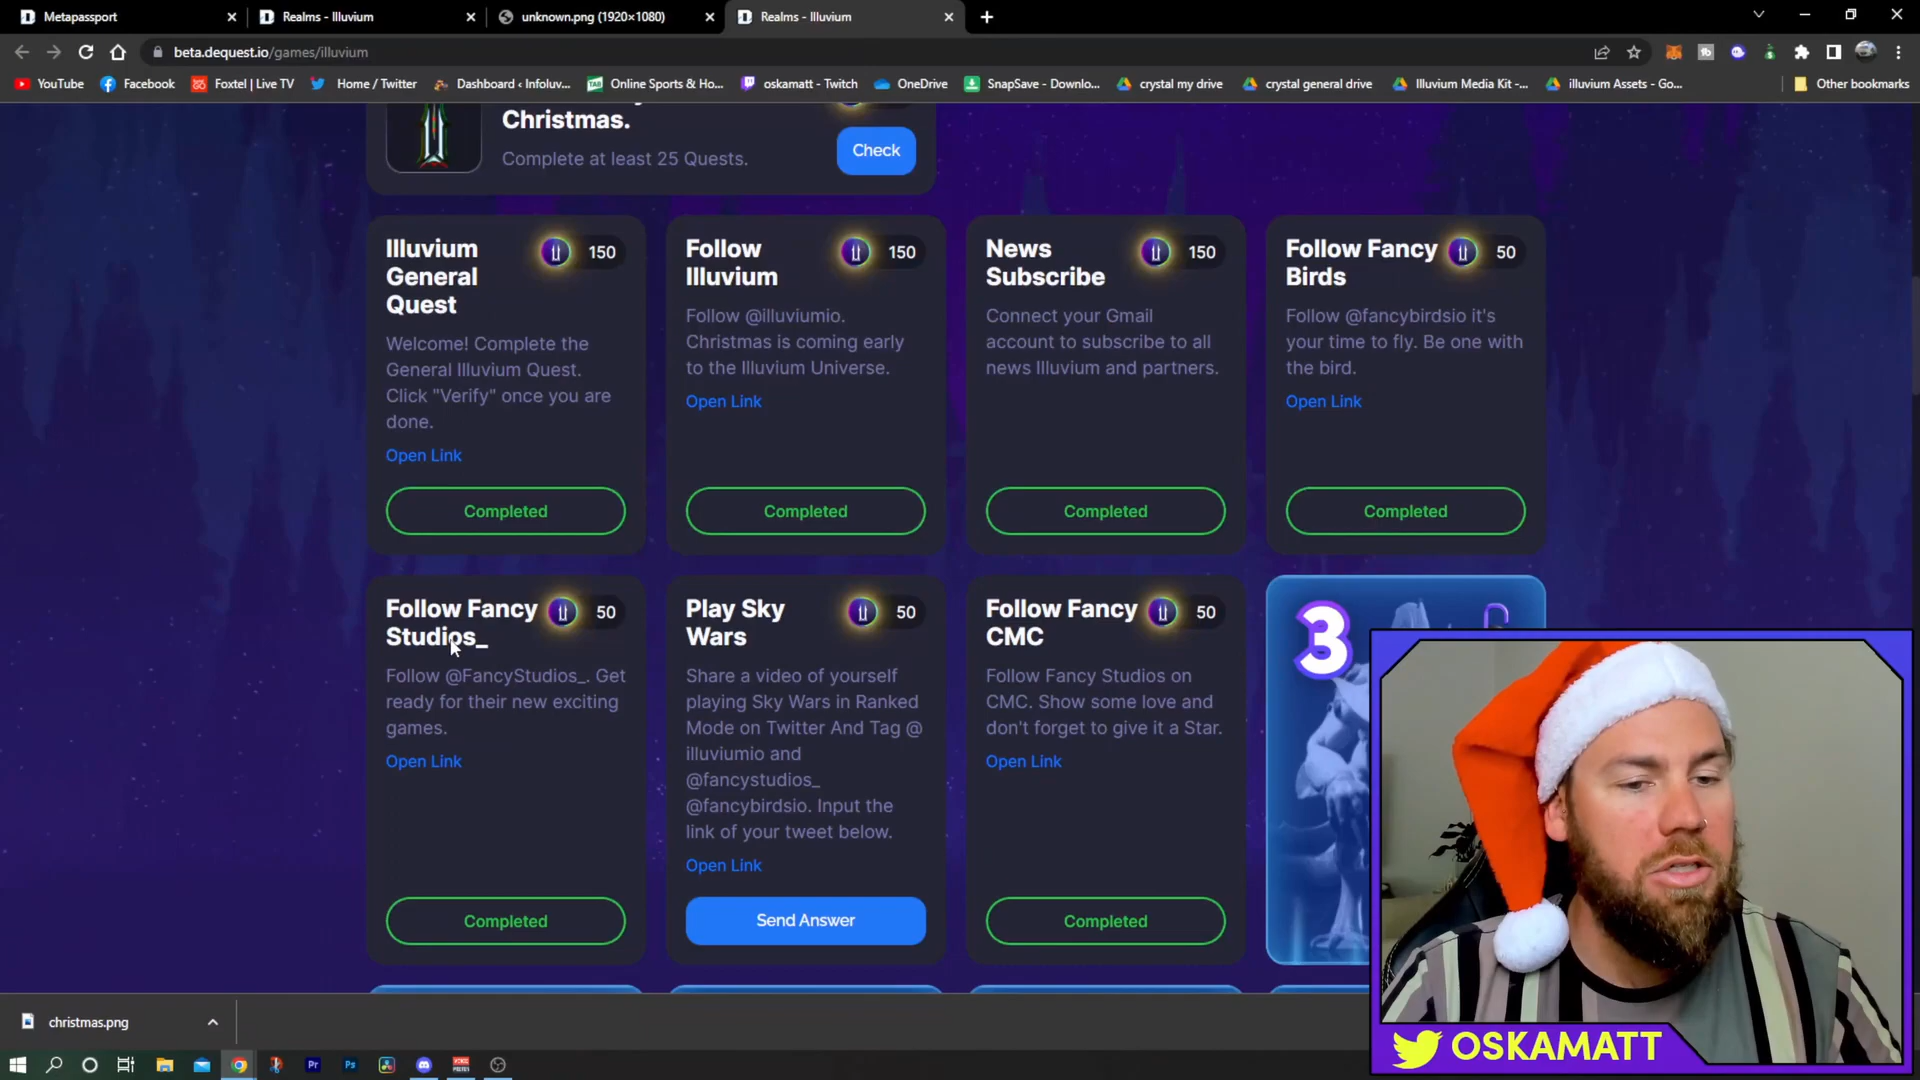 Metapassport
Realms - Illuvium
unknown.png (1920×1080)
Realms - Illuvium
beta.dequest.io/games/illuvium
YouTube
Facebook
Foxtel | Live TV
Home / Twitter
Dashboard ‹ Infoluv...
Online Sports & Ho...
oskamatt - Twitch
OneDrive
SnapSave - Downlo...
crystal my drive
crystal general drive
Illuvium Media Kit -...
illuvium Assets - Go...
Other bookmarks
Christmas.
Complete at least 25 Quests.
Check
Illuvium
General
Quest
150
Welcome! Complete the
General Illuvium Quest.
Click "Verify" once you are
done.
Open Link
Completed
Follow
Illuvium
150
Follow @illuviumio.
Christmas is coming early
to the Illuvium Universe.
Open Link
Completed
News
Subscribe
150
Connect your Gmail
account to subscribe to all
news Illuvium and partners.
Completed
Follow Fancy
Birds
50
Follow @fancybirdsio it's
your time to fly. Be one with
the bird.
Open Link
Completed
Follow Fancy
Studios_
50
Follow @FancyStudios_. Get
ready for their new exciting
games.
Open Link
Completed
Play Sky
Wars
50
Share a video of yourself
playing Sky Wars in Ranked
Mode on Twitter And Tag @
illuviumio and
@fancystudios_
@fancybirdsio. Input the
link of your tweet below.
Open Link
Send Answer
Follow Fancy
CMC
50
Follow Fancy Studios on
CMC. Show some love and
don't forget to give it a Star.
Open Link
Completed
3
christmas.png
Pr
Ps
OSKAMATT